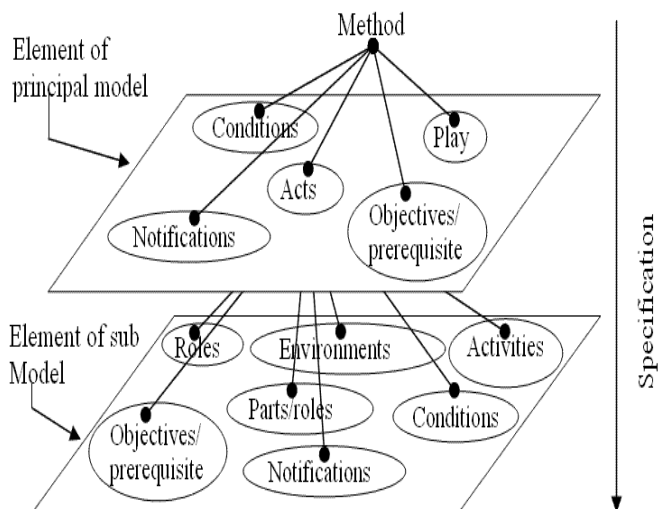 Method
Element of
principal model
Conditions
Play
Acts
Objectives/
prerequisite
Notifications
Specification
Element of sub
Model
Roles
Environments
Activities
Parts/roles
Conditions
Objectives/
prerequisite
Notifications